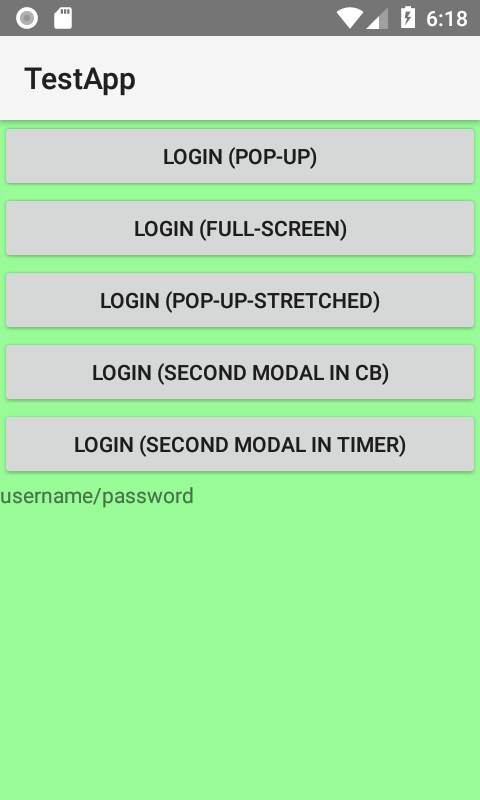 6:18
TestApp
LOGIN (POP-UP)
LOGIN (FULL-SCREEN)
LOGIN (POP-UP-STRETCHED)
LOGIN (SECOND MODAL IN CB)
LOGIN (SECOND MODAL IN TIMER)
username/password